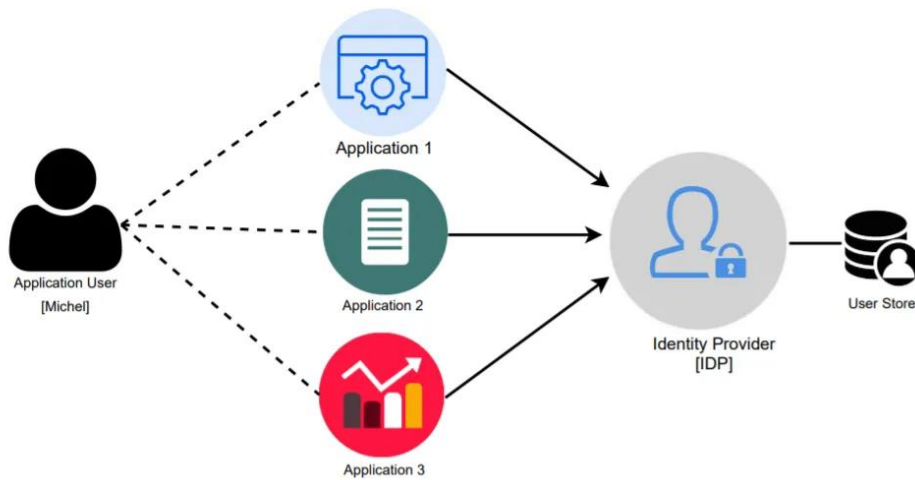 Application 1
Application User
[Michel]
Application 2
Identity Provider
[IDP]
User Store
Application 3